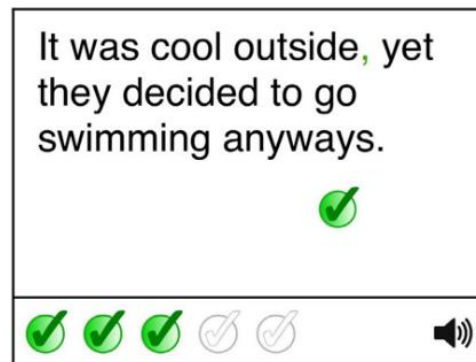 It was cool outside, yet
they decided to go
swimming anyways.